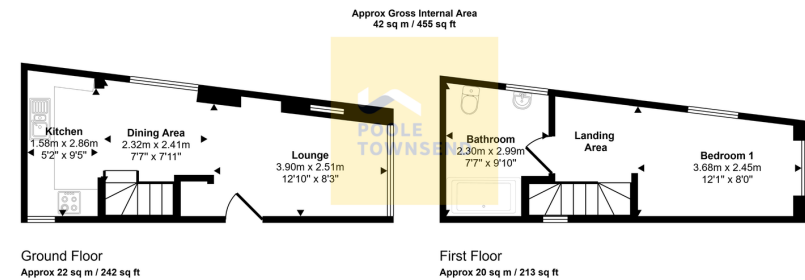 Approx Gross Internal Area
42 sq m / 455 sq ft
POOLE
TOWNSEND
Kitchen
1.58m x 2.86m
5'2" x 9'5"
Dining Area
2.32m x 2.41m
7'7" x 7'11"
Lounge
3.90m x 2.51m
12'10" x 8'3"
Bathroom
2.30m x 2.99m
7'7" x 9'10"
Landing
Area
Bedroom 1
3.68m x 2.45m
12'1" x 8'0"
Ground Floor
Approx 22 sq m / 242 sq ft
First Floor
Approx 20 sq m / 213 sq ft